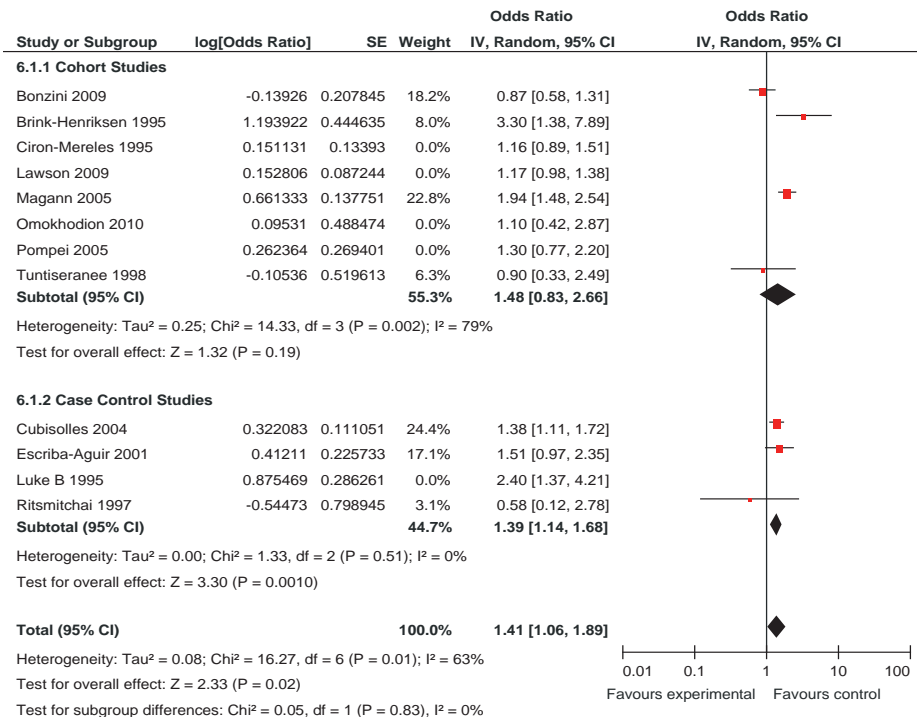 Odds Ratio Odds Ratio
Study or Subgroup log[Odds Ratio] SE Weight IV, Random, 95% CI IV, Random, 95% CI
6.1.1 Cohort Studies
Bonzini 2009 -0.13926 0.207845 18.2% 0.87 [0.58, 1.31]
Brink-Henriksen 1995 1.193922 0.444635 8.0% 3.30 [1.38, 7.89]
Ciron-Mereles 1995 0.151131 0.13393 0.0% 1.16 [0.89, 1.51]
Lawson 2009 0.152806 0.087244 0.0% 1.17 [0.98, 1.38]
Magann 2005 0.661333 0.137751 22.8% 1.94 [1.48, 2.54]
Omokhodion 2010 0.09531 0.488474 0.0% 1.10 [0.42, 2.87]
Pompei 2005 0.262364 0.269401 0.0% 1.30 [0.77, 2.20]
Tuntiseranee 1998 -0.10536 0.519613 6.3% 0.90 [0.33, 2.49]
Subtotal (95% CI) 55.3% 1.48 [0.83, 2.66]
Heterogeneity: Tau² = 0.25; Chi² = 14.33, df = 3 (P = 0.002); I² = 79%
Test for overall effect: Z = 1.32 (P = 0.19)
6.1.2 Case Control Studies
Cubisolles 2004 0.322083 0.111051 24.4% 1.38 [1.11, 1.72]
Escriba-Aguir 2001 0.41211 0.225733 17.1% 1.51 [0.97, 2.35]
Luke B 1995 0.875469 0.286261 0.0% 2.40 [1.37, 4.21]
Ritsmitchai 1997 -0.54473 0.798945 3.1% 0.58 [0.12, 2.78]
Subtotal (95% CI) 44.7% 1.39 [1.14, 1.68]
Heterogeneity: Tau² = 0.00; Chi² = 1.33, df = 2 (P = 0.51); I² = 0%
Test for overall effect: Z = 3.30 (P = 0.0010)
Total (95% CI) 100.0% 1.41 [1.06, 1.89]
Heterogeneity: Tau² = 0.08; Chi² = 16.27, df = 6 (P = 0.01); I² = 63%
0.01 0.1 1 10 100
Test for overall effect: Z = 2.33 (P = 0.02)
Favours experimental Favours control
Test for subgroup differences: Chi² = 0.05, df = 1 (P = 0.83), I² = 0%